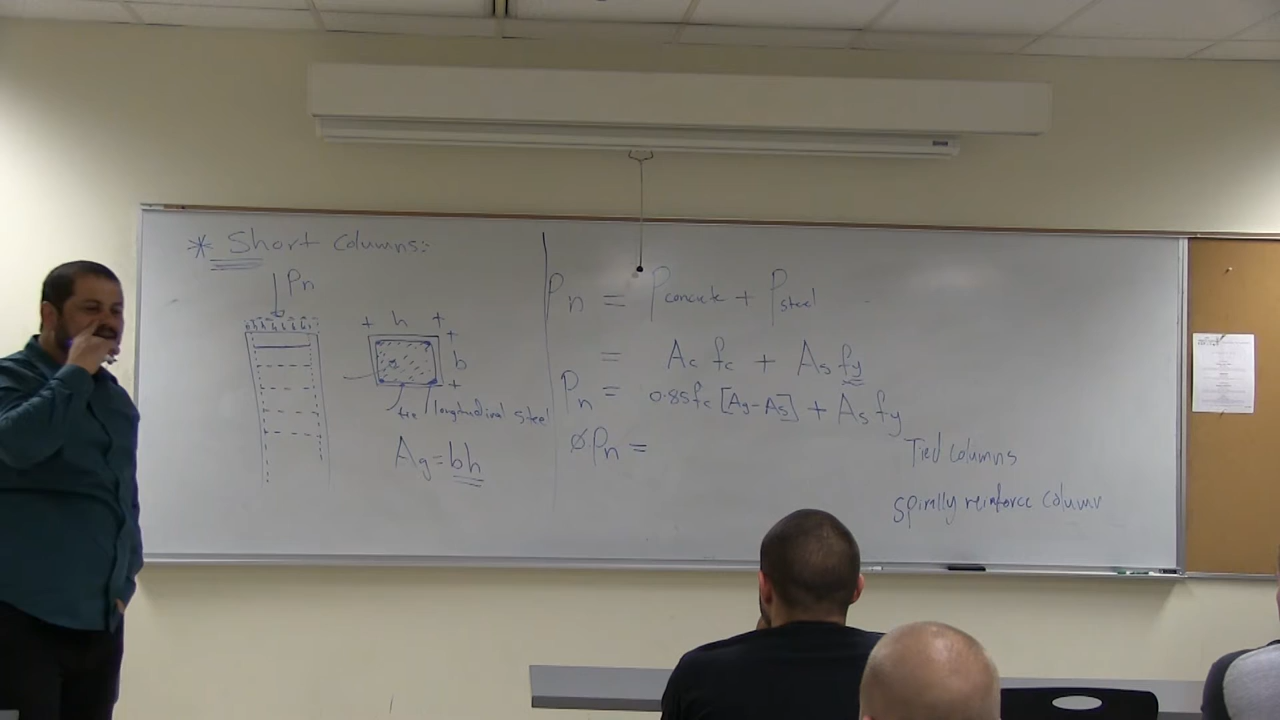 * Short Columns:
Pn
+ h +
+
b
+
tie / longitudinal steel
Ag = bh
Pn = Pconcrete + Psteel
= Ac fc + As fy
Pn = 0.85fc [Ag - As] + As fy
ØPn =
Tied Columns
spirally reinforce column